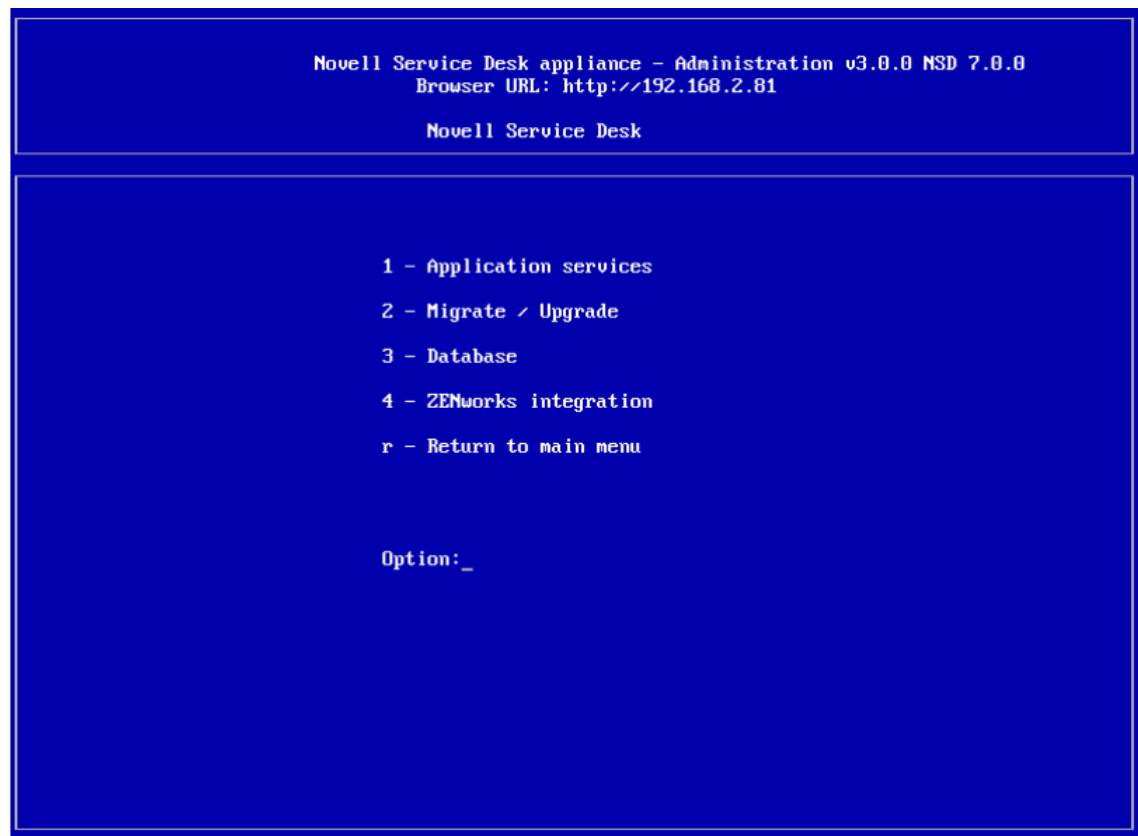 Novell Service Desk appliance - Administration v3.0.0 NSD 7.0.0
Browser URL: http://192.168.2.81
Novell Service Desk
1 - Application services
2 - Migrate / Upgrade
3 - Database
4 - ZENworks integration
r - Return to main menu
Option:_